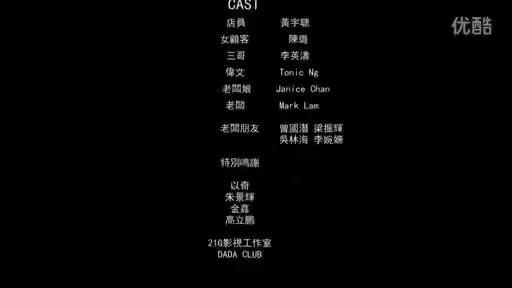 CAST
优酷
店員 黃宇聰
女顧客 陳璐
三哥 李英濤
偉文 Tonic Ng
老闆娘 Janice Chan
老闆 Mark Lam
老闆朋友 曾國潛 梁振輝
吳林海 李婉姍
特別鳴謝
以奇
朱景輝
金鑫
高立鵬
21G影視工作室
DADA CLUB